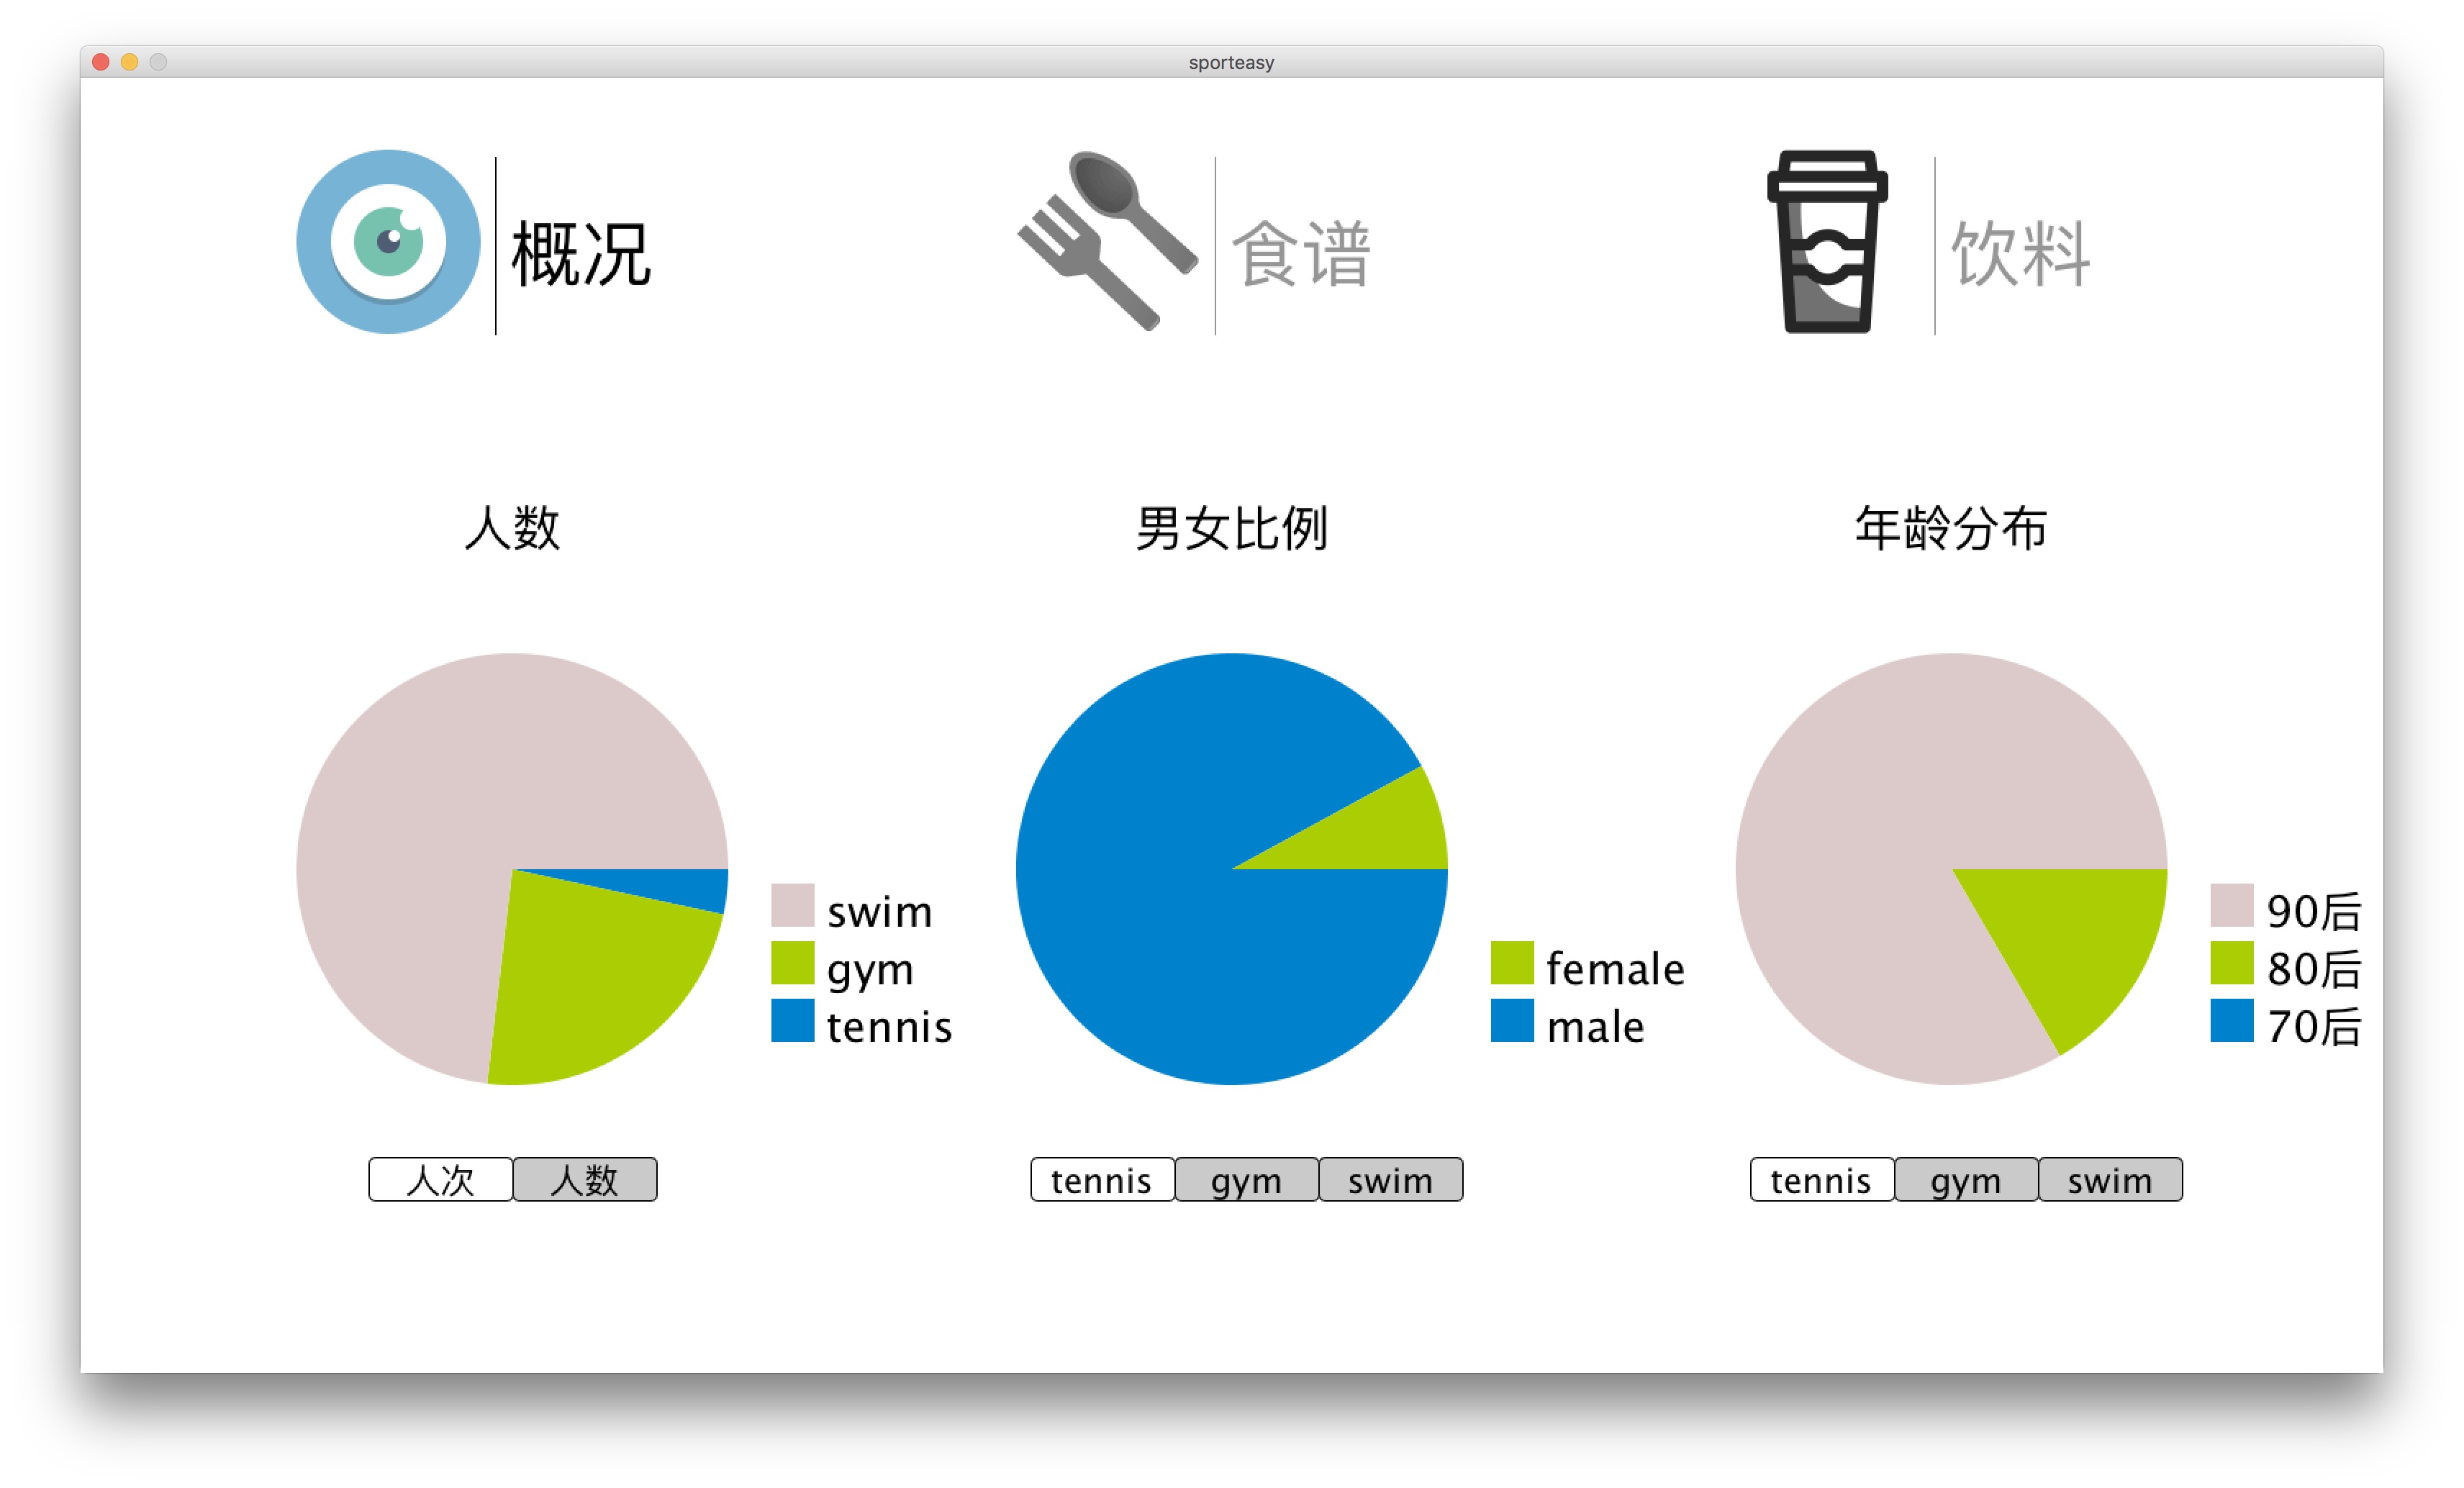 sporteasy
概况
食谱
饮料
人数
男女比例
年龄分布
swim
gym
tennis
female
male
90后
80后
70后
人次 人数
tennis gym swim
tennis gym swim